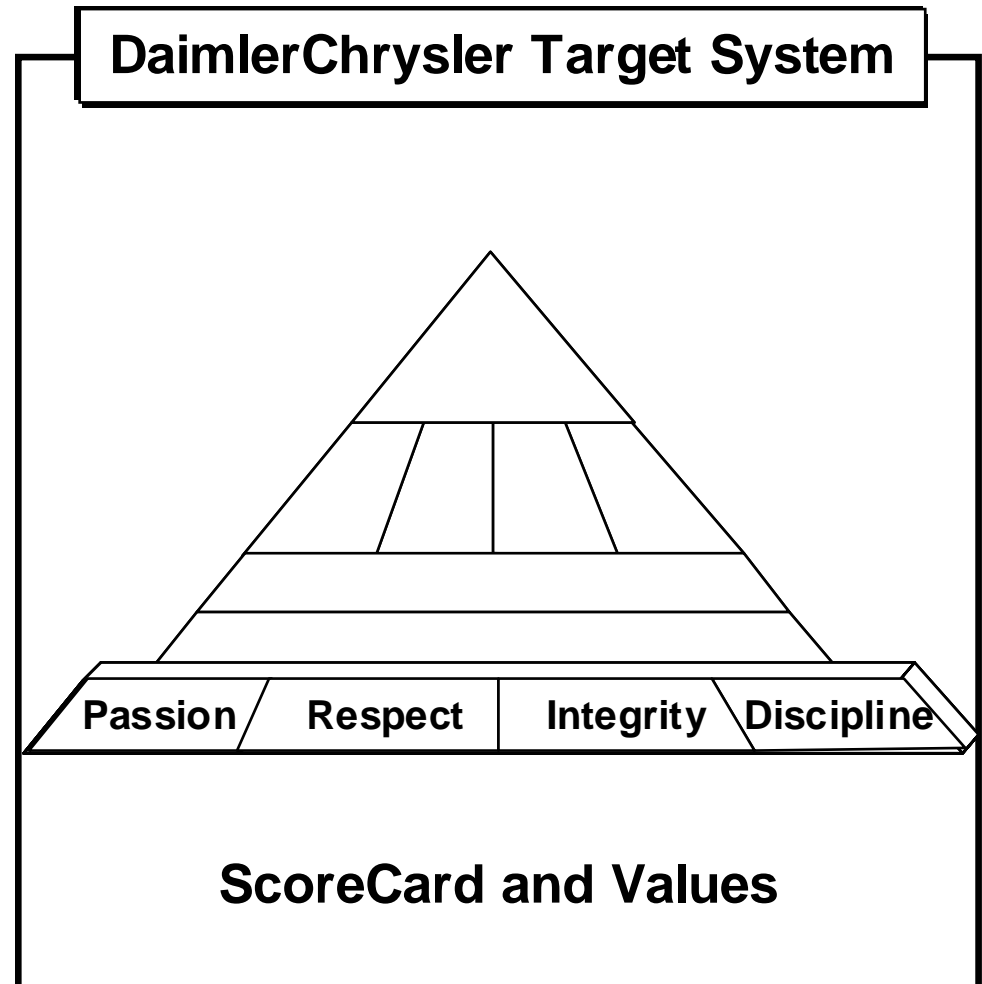 DaimlerChrysler Target System
Passion Respect Integrity Discipline
ScoreCard and Values